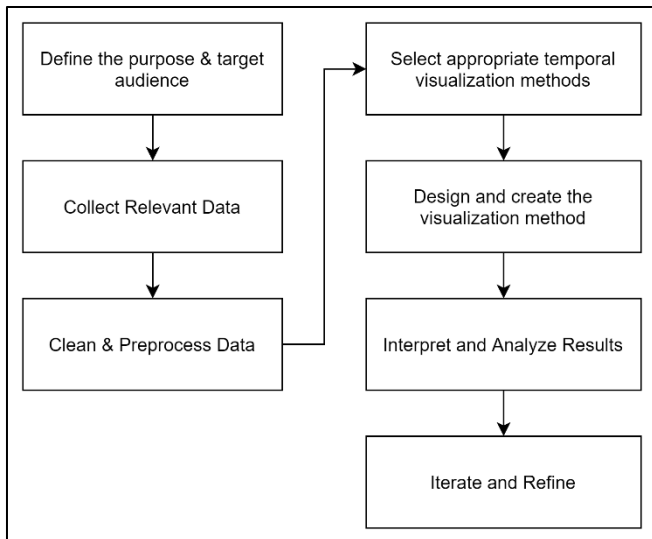 Define the purpose & target
audience
Collect Relevant Data
Clean & Preprocess Data
Select appropriate temporal
visualization methods
Design and create the
visualization method
Interpret and Analyze Results
Iterate and Refine